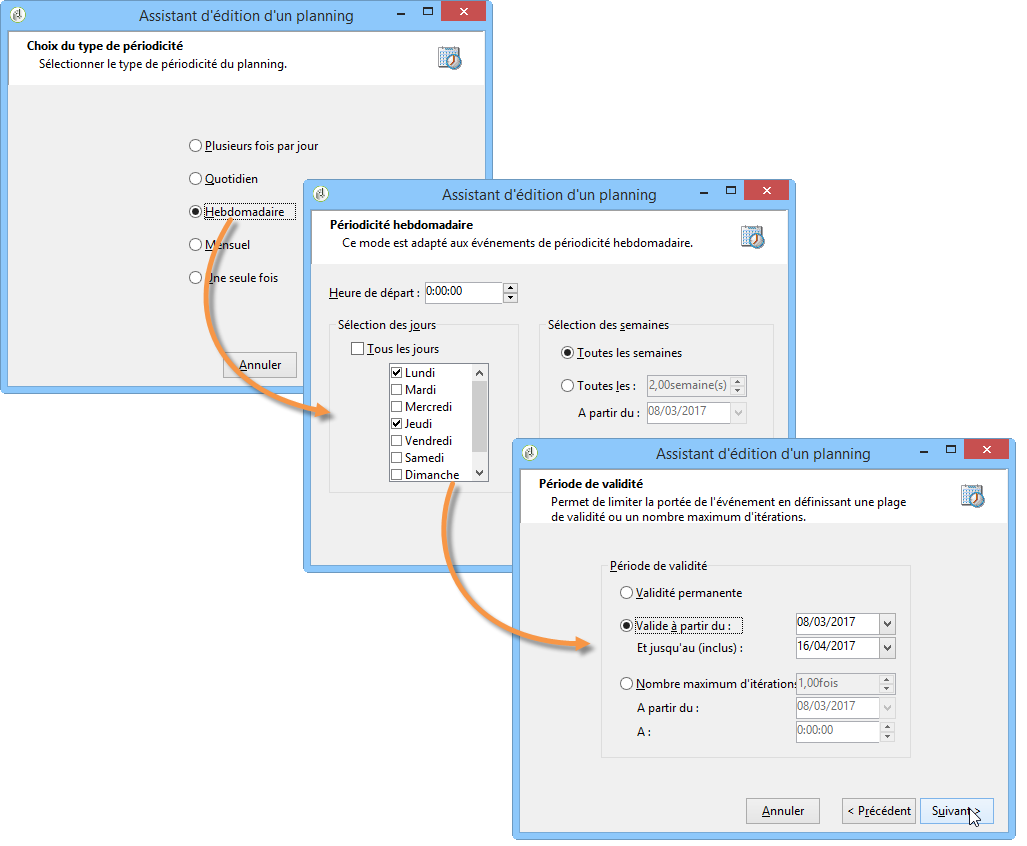 Assistant d'édition d'un planning
Choix du type de périodicité
Sélectionner le type de périodicité du planning.
Plusieurs fois par jour
Quotidien
Hebdomadaire
Mensuel
Une seule fois
Annuler
Assistant d'édition d'un planning
Périodicité hebdomadaire
Ce mode est adapté aux événements de périodicité hebdomadaire.
Heure de départ : 0:00:00
Sélection des jours
Tous les jours
Lundi
Mardi
Mercredi
Jeudi
Vendredi
Samedi
Dimanche
Sélection des semaines
Toutes les semaines
Toutes les : 2,00semaine(s)
A partir du : 08/03/2017
Assistant d'édition d'un planning
Période de validité
Permet de limiter la portée de l'événement en définissant une plage
de validité ou un nombre maximum d'itérations.
Période de validité
Validité permanente
Valide à partir du : 08/03/2017
Et jusqu'au (inclus) : 16/04/2017
Nombre maximum d'itérations 1,00fois
A partir du : 08/03/2017
A : 0:00:00
Annuler
< Précédent
Suivant >